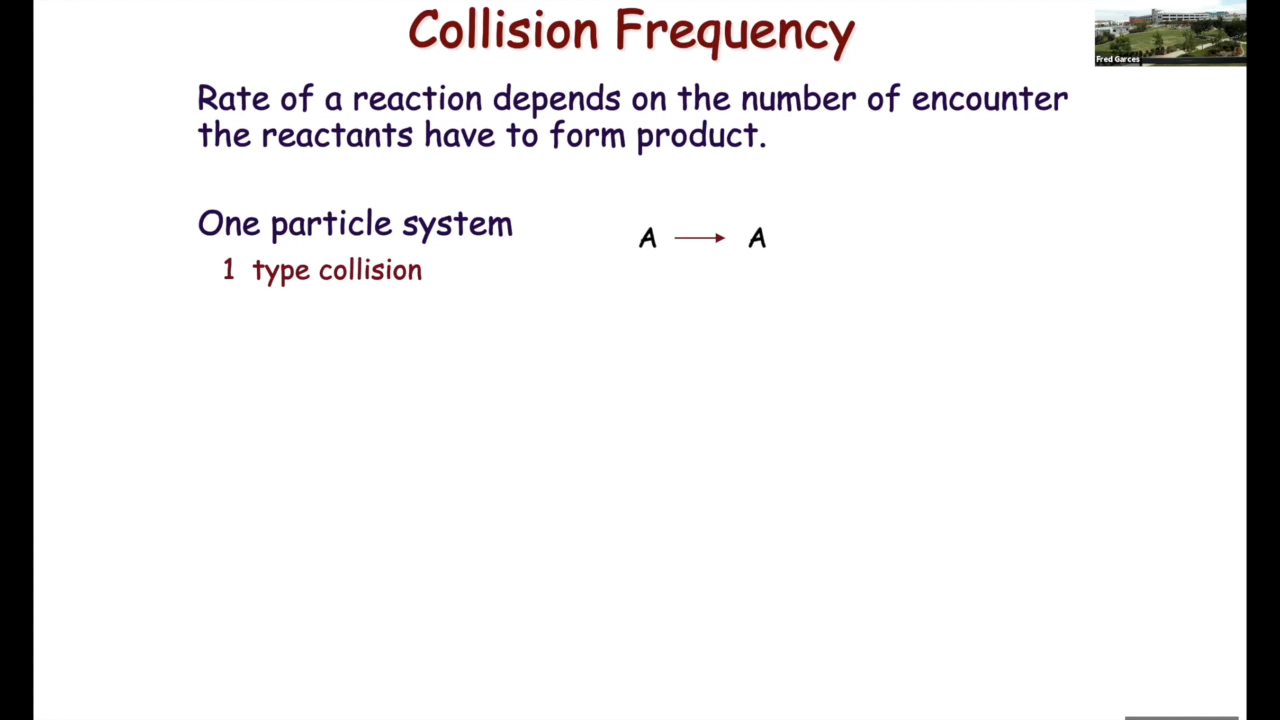 Collision Frequency
Fred Garces
Rate of a reaction depends on the number of encounter
the reactants have to form product.
One particle system
A → A
1 type collision